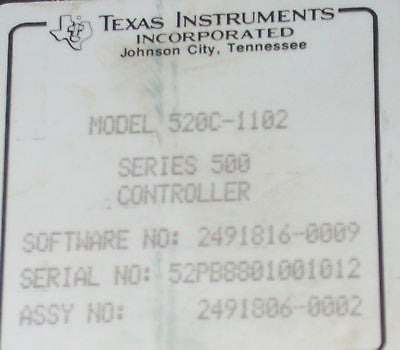 TEXAS INSTRUMENTS
INCORPORATED
Johnson City, Tennessee
MODEL 520C-1102
SERIES 500
CONTROLLER
SOFTWARE NO: 2491816-0009
SERIAL NO: 52PB8801001012
ASSY NO: 2491806-0002